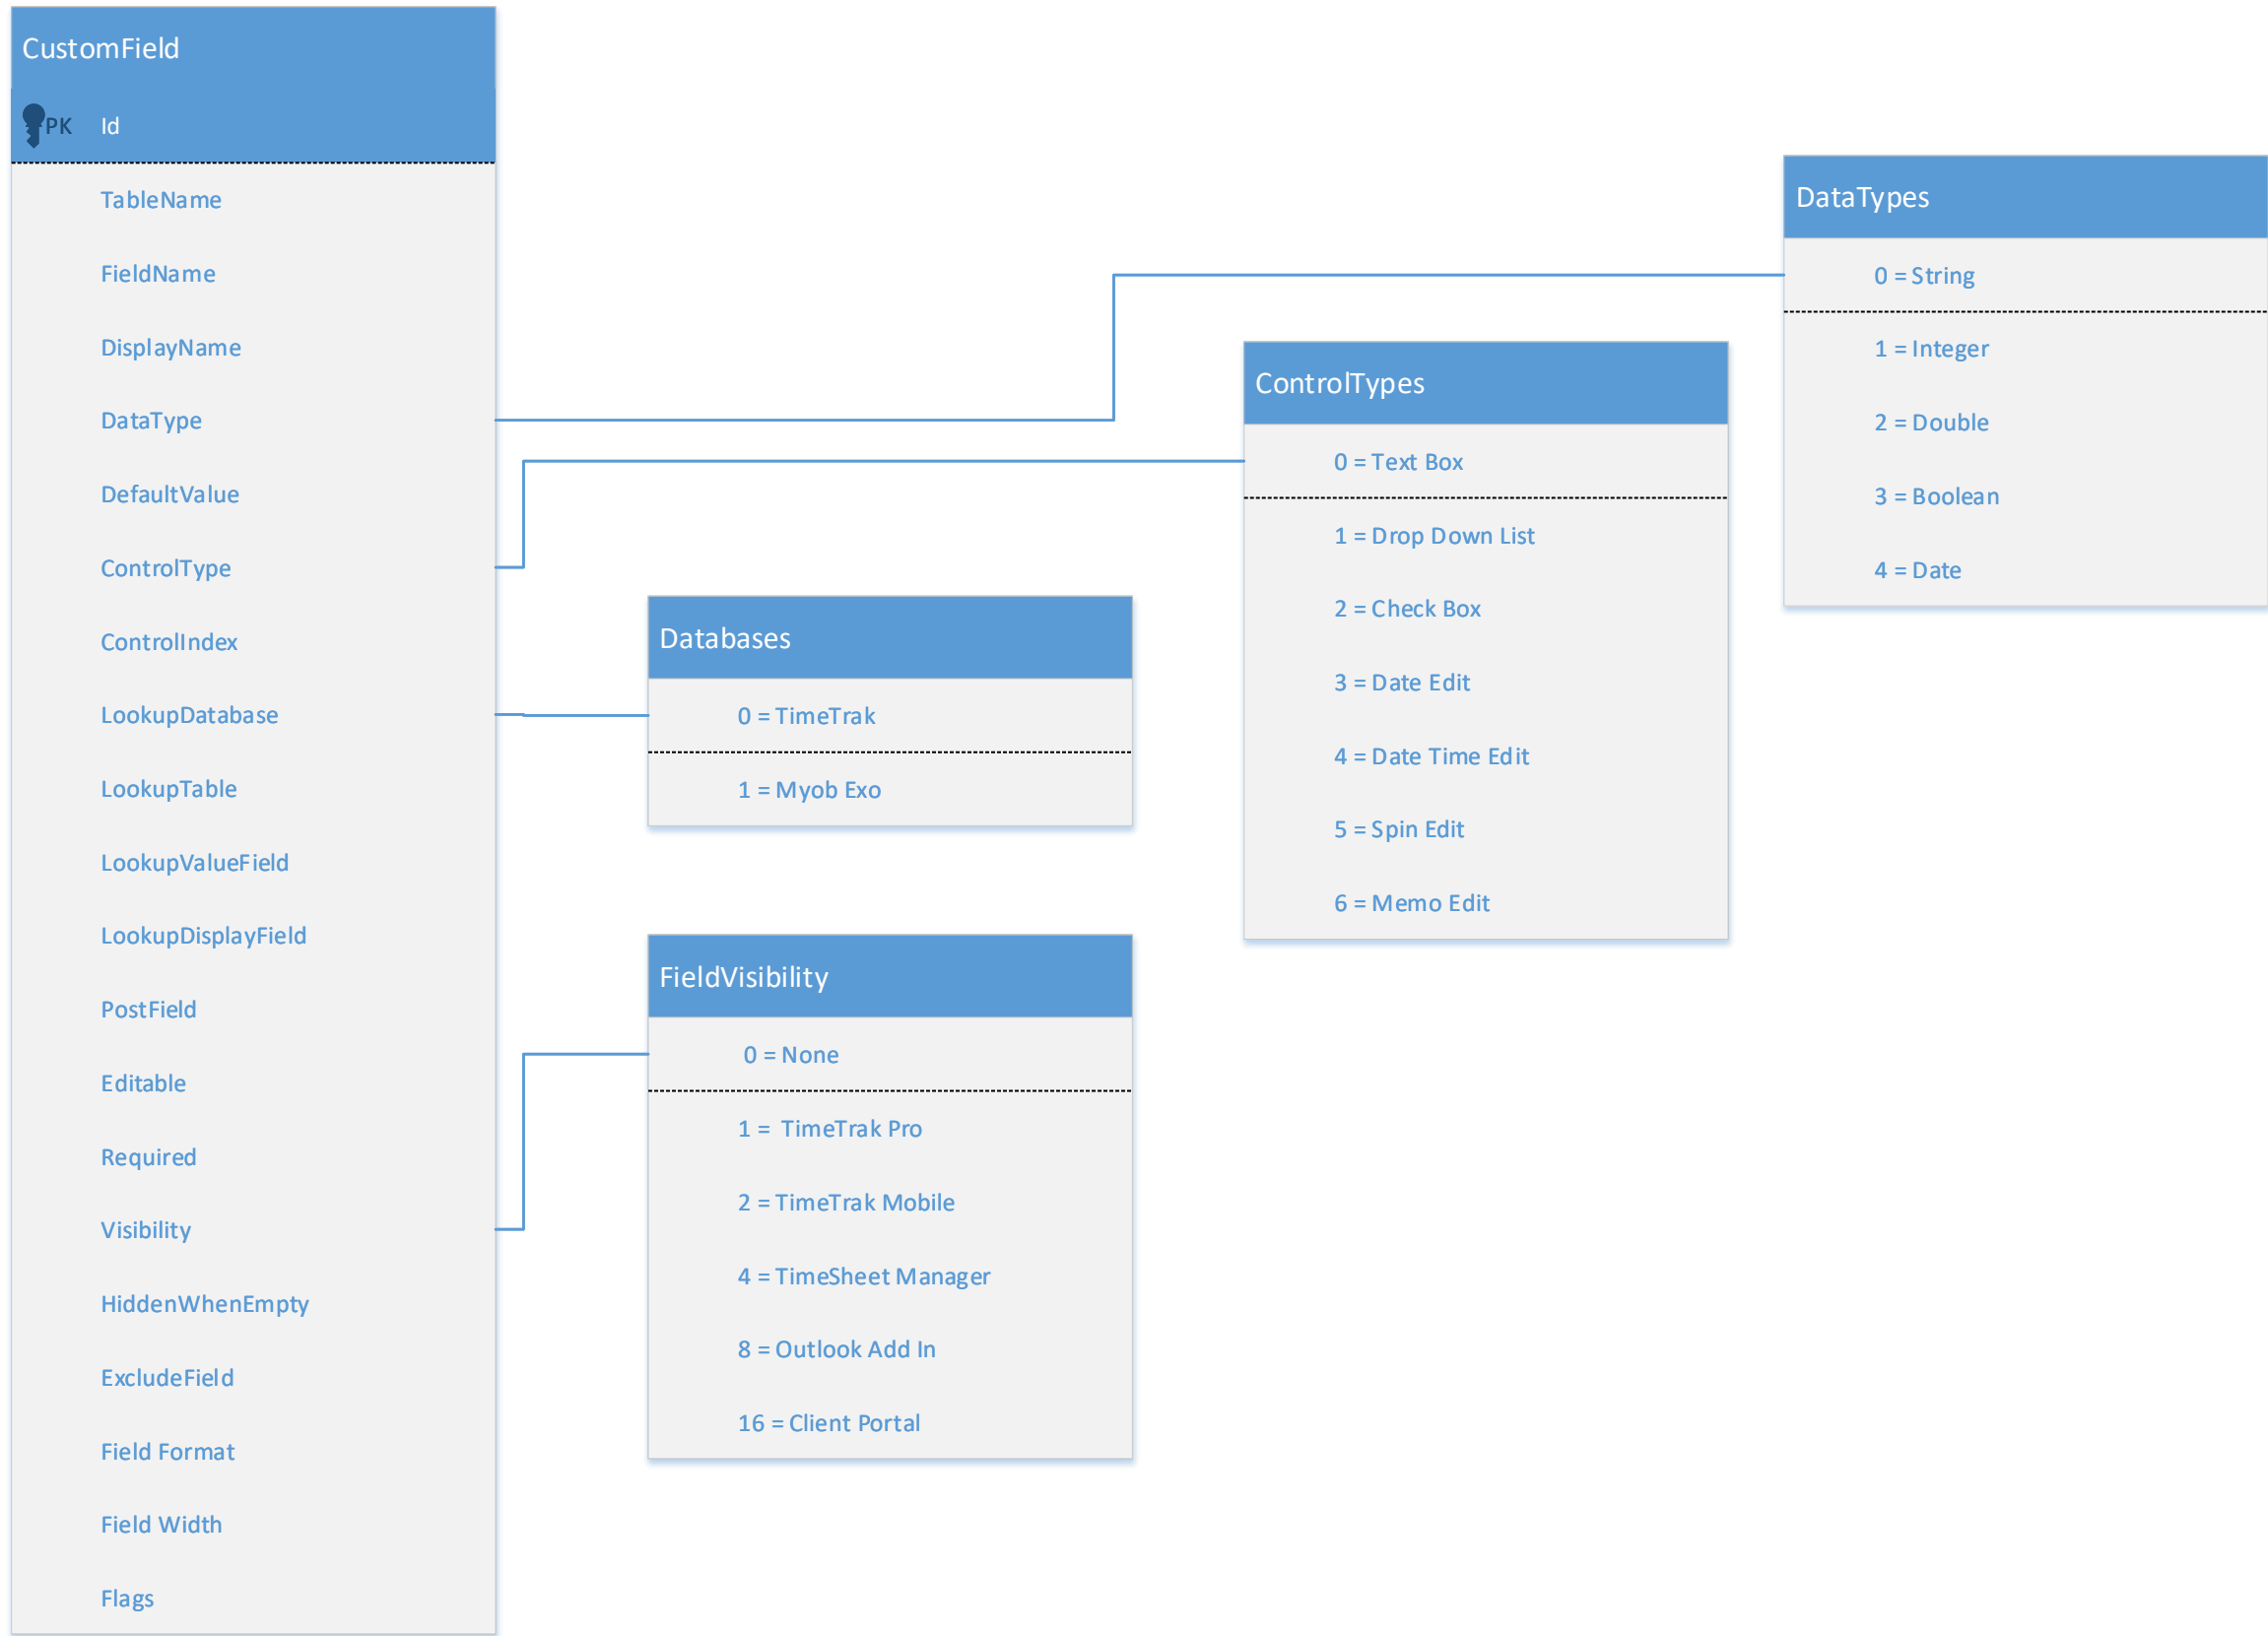 CustomField
PK Id
TableName
FieldName
DisplayName
DataType
DefaultValue
ControlType
ControlIndex
LookupDatabase
LookupTable
LookupValueField
LookupDisplayField
PostField
Editable
Required
Visibility
HiddenWhenEmpty
ExcludeField
Field Format
Field Width
Flags
Databases
0 = TimeTrak
1 = Myob Exo
FieldVisibility
0 = None
1 =  TimeTrak Pro
2 = TimeTrak Mobile
4 = TimeSheet Manager
8 = Outlook Add In
16 = Client Portal
ControlTypes
0 = Text Box
1 = Drop Down List
2 = Check Box
3 = Date Edit
4 = Date Time Edit
5 = Spin Edit
6 = Memo Edit
DataTypes
0 = String
1 = Integer
2 = Double
3 = Boolean
4 = Date